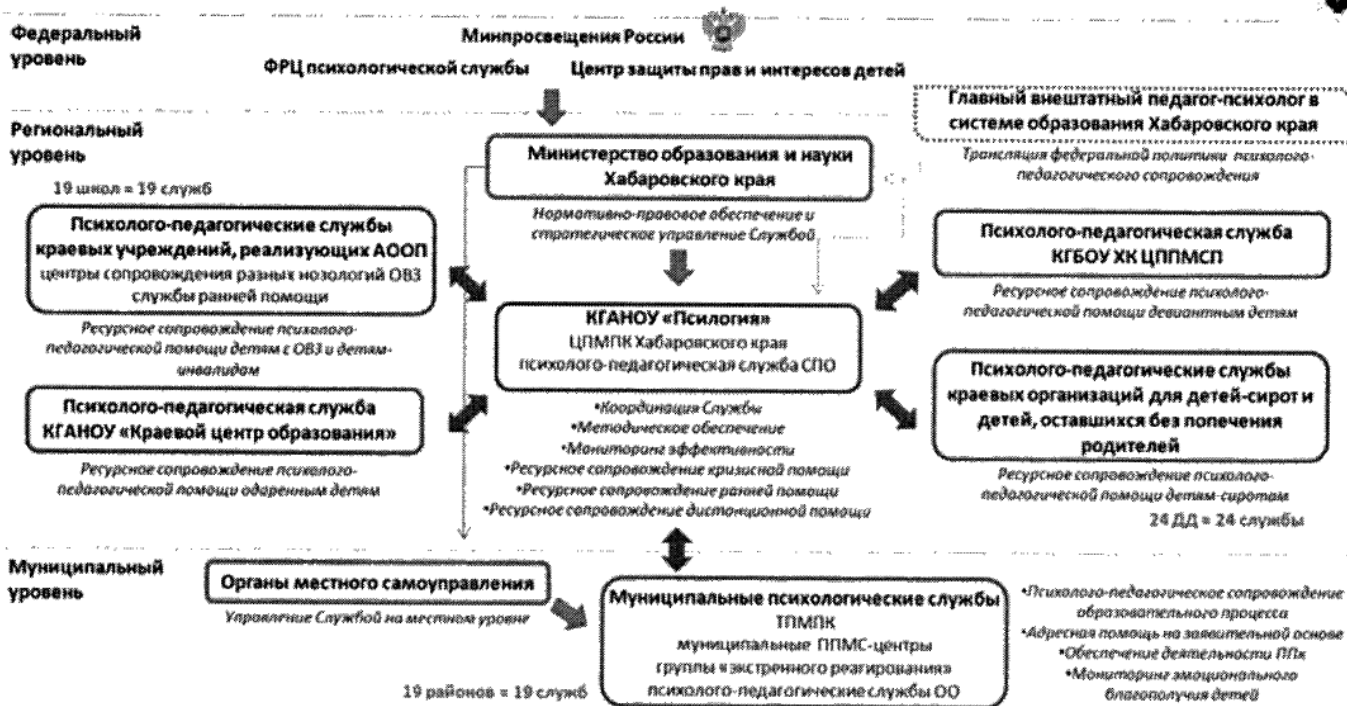 Федеральный
уровень
Минпросвещения России
ФРЦ психологической службы
Центр защиты прав и интересов детей
Региональный
уровень
Главный внештатный педагог-психолог в
системе образования Хабаровского края
Трансляция федеральной политики психолого-
педагогического сопровождения
Министерство образования и науки
Хабаровского края
Нормативно-правовое обеспечение и
стратегическое управление Службой
19 школ = 19 служб
Психолого-педагогические службы
краевых учреждений, реализующих АООП
центры сопровождения разных нозологий ОВЗ
службы ранней помощи
Ресурсное сопровождение психолого-
педагогической помощи детям с ОВЗ и детям-
инвалидам
Психолого-педагогическая служба
КГБОУ ХК ЦППМСП
Ресурсное сопровождение психолого-
педагогической помощи девиантным детям
КГАНОУ «Псилогия»
ЦПМПК Хабаровского края
психолого-педагогическая служба СПО
•Координация Службы
•Методическое обеспечение
•Мониторинг эффективности
•Ресурсное сопровождение кризисной помощи
•Ресурсное сопровождение ранней помощи
•Ресурсное сопровождение дистанционной помощи
Психолого-педагогическая служба
КГАНОУ «Краевой центр образования»
Ресурсное сопровождение психолого-
педагогической помощи одаренным детям
Психолого-педагогические службы
краевых организаций для детей-сирот и
детей, оставшихся без попечения
родителей
Ресурсное сопровождение психолого-
педагогической помощи детям-сиротам
24 ДД = 24 службы
Муниципальный
уровень
Органы местного самоуправления
Управление Службой на местном уровне
19 районов = 19 служб
Муниципальные психологические службы
ТПМПК
муниципальные ППМС-центры
группы «экстренного реагирования»
психолого-педагогические службы ОО
•Психолого-педагогическое сопровождение
образовательного процесса
•Адресная помощь на заявительной основе
•Обеспечение деятельности ППк
•Мониторинг эмоционального
благополучия детей